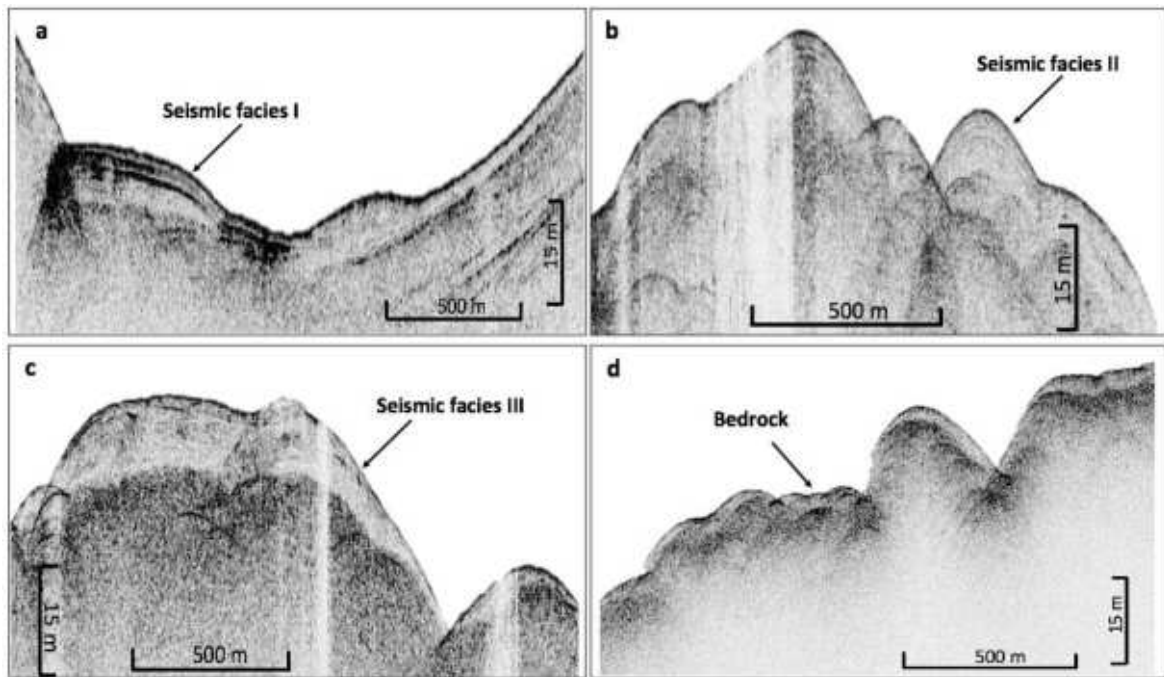 a
Seismic facies I
15 m
500 m
b
Seismic facies II
15 m
500 m
c
Seismic facies III
15 m
500 m
d
Bedrock
15 m
500 m